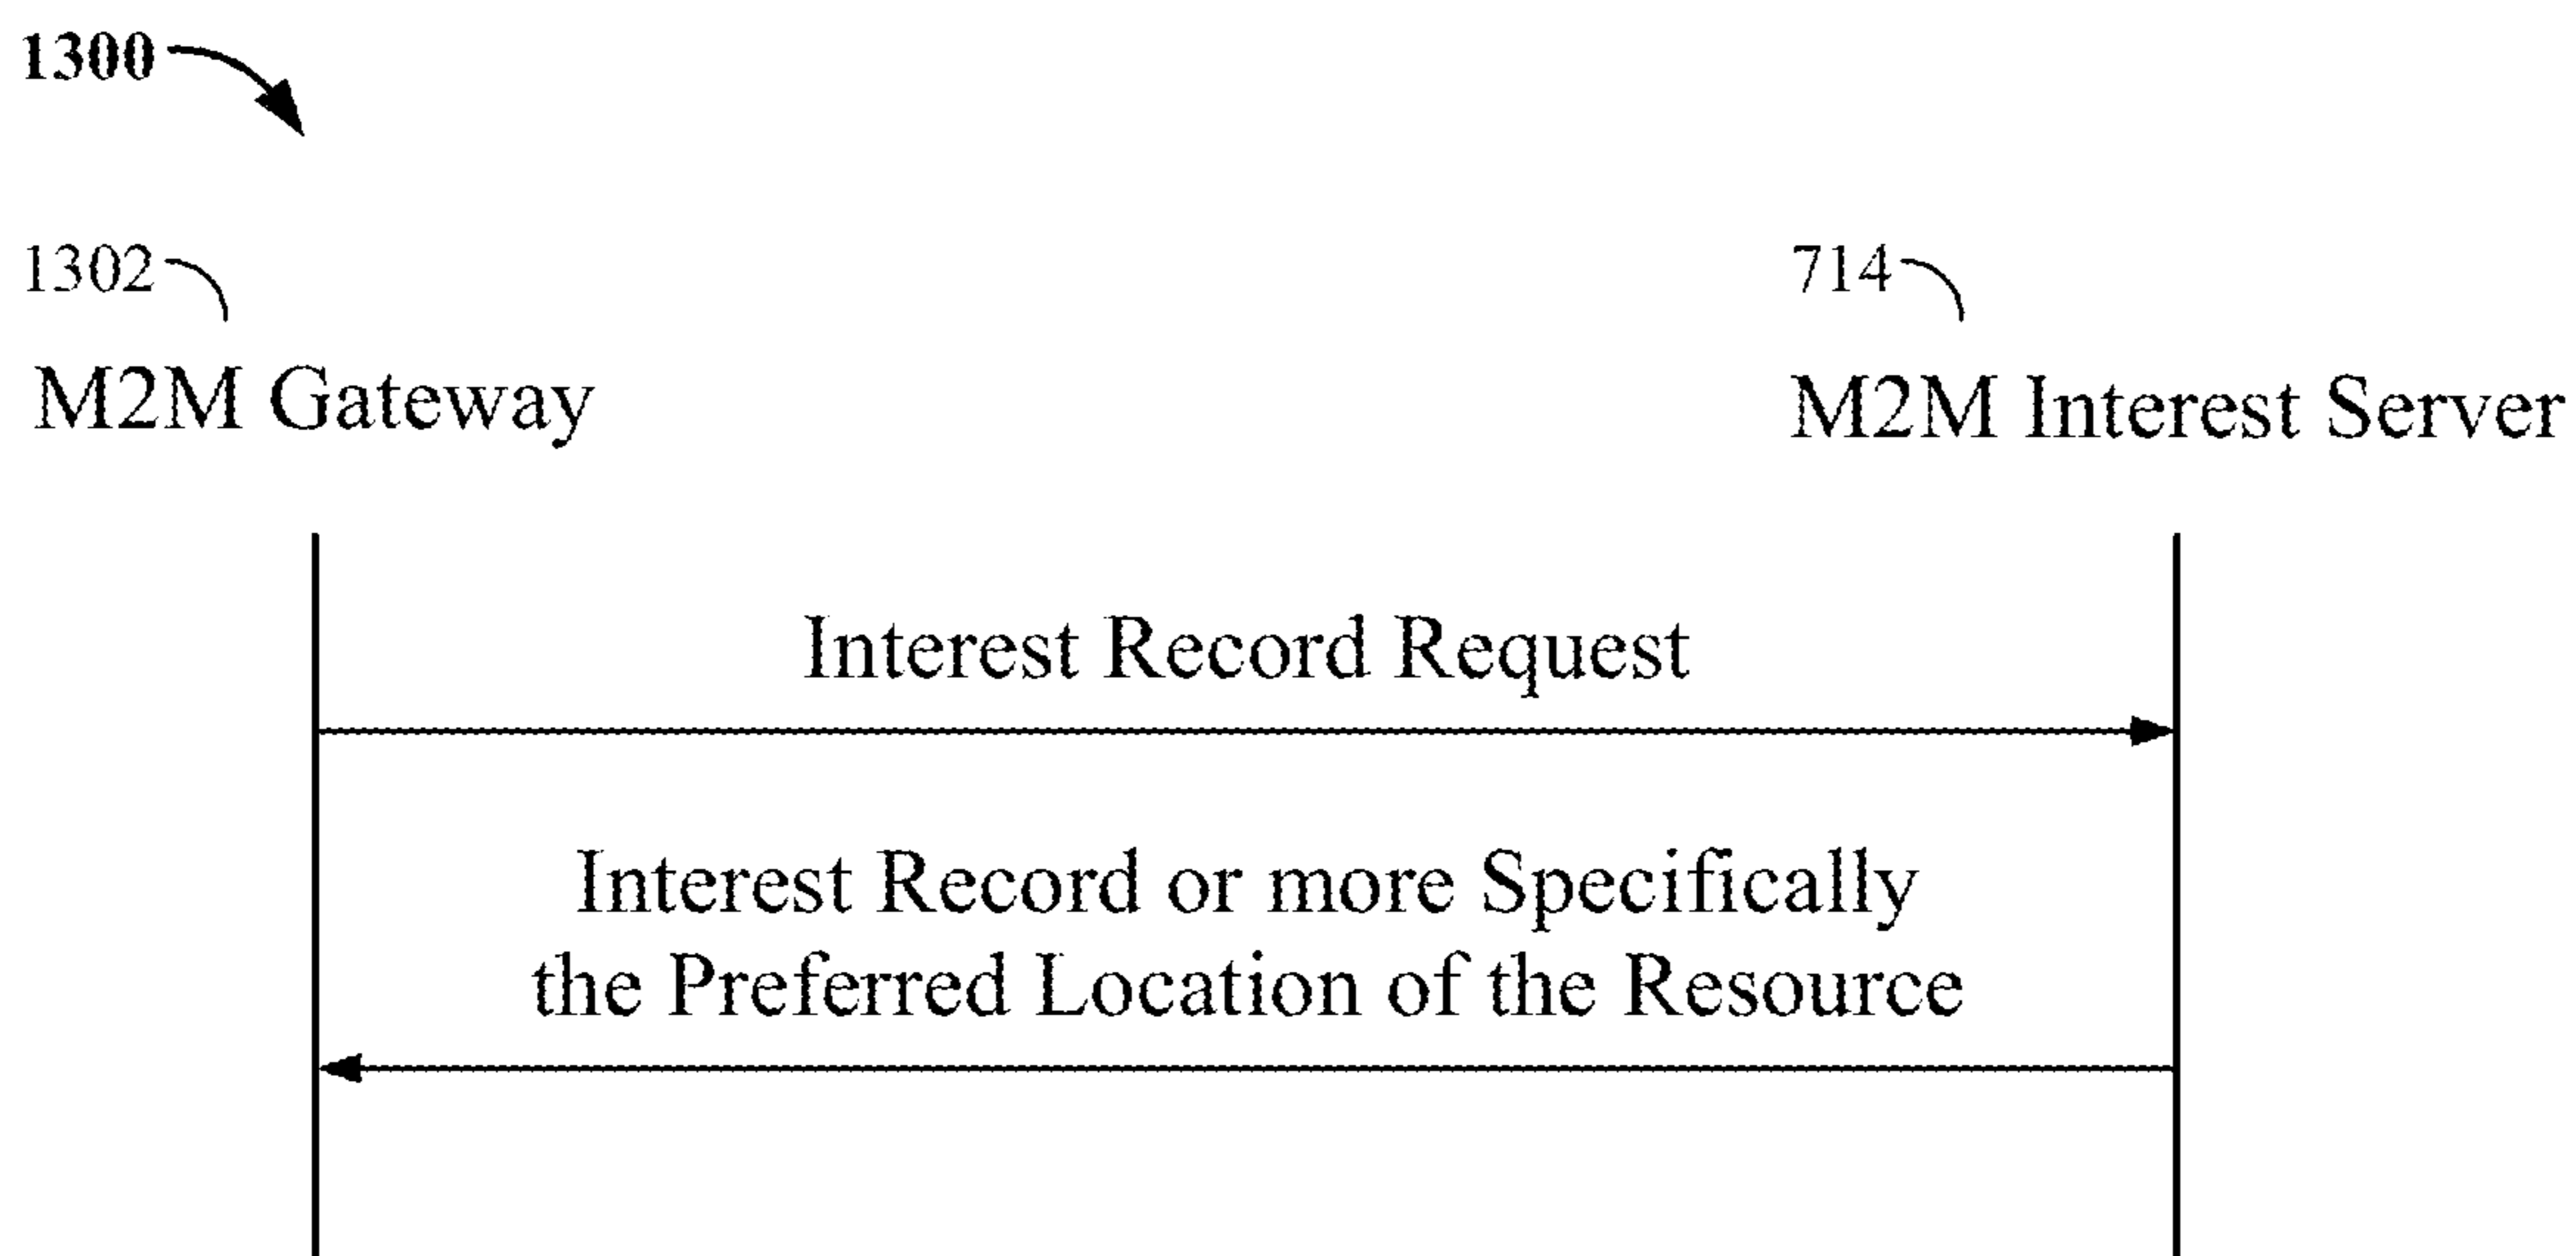 1300
1302
714
M2M Gateway
M2M Interest Server
Interest Record Request
Interest Record or more Specifically
the Preferred Location of the Resource